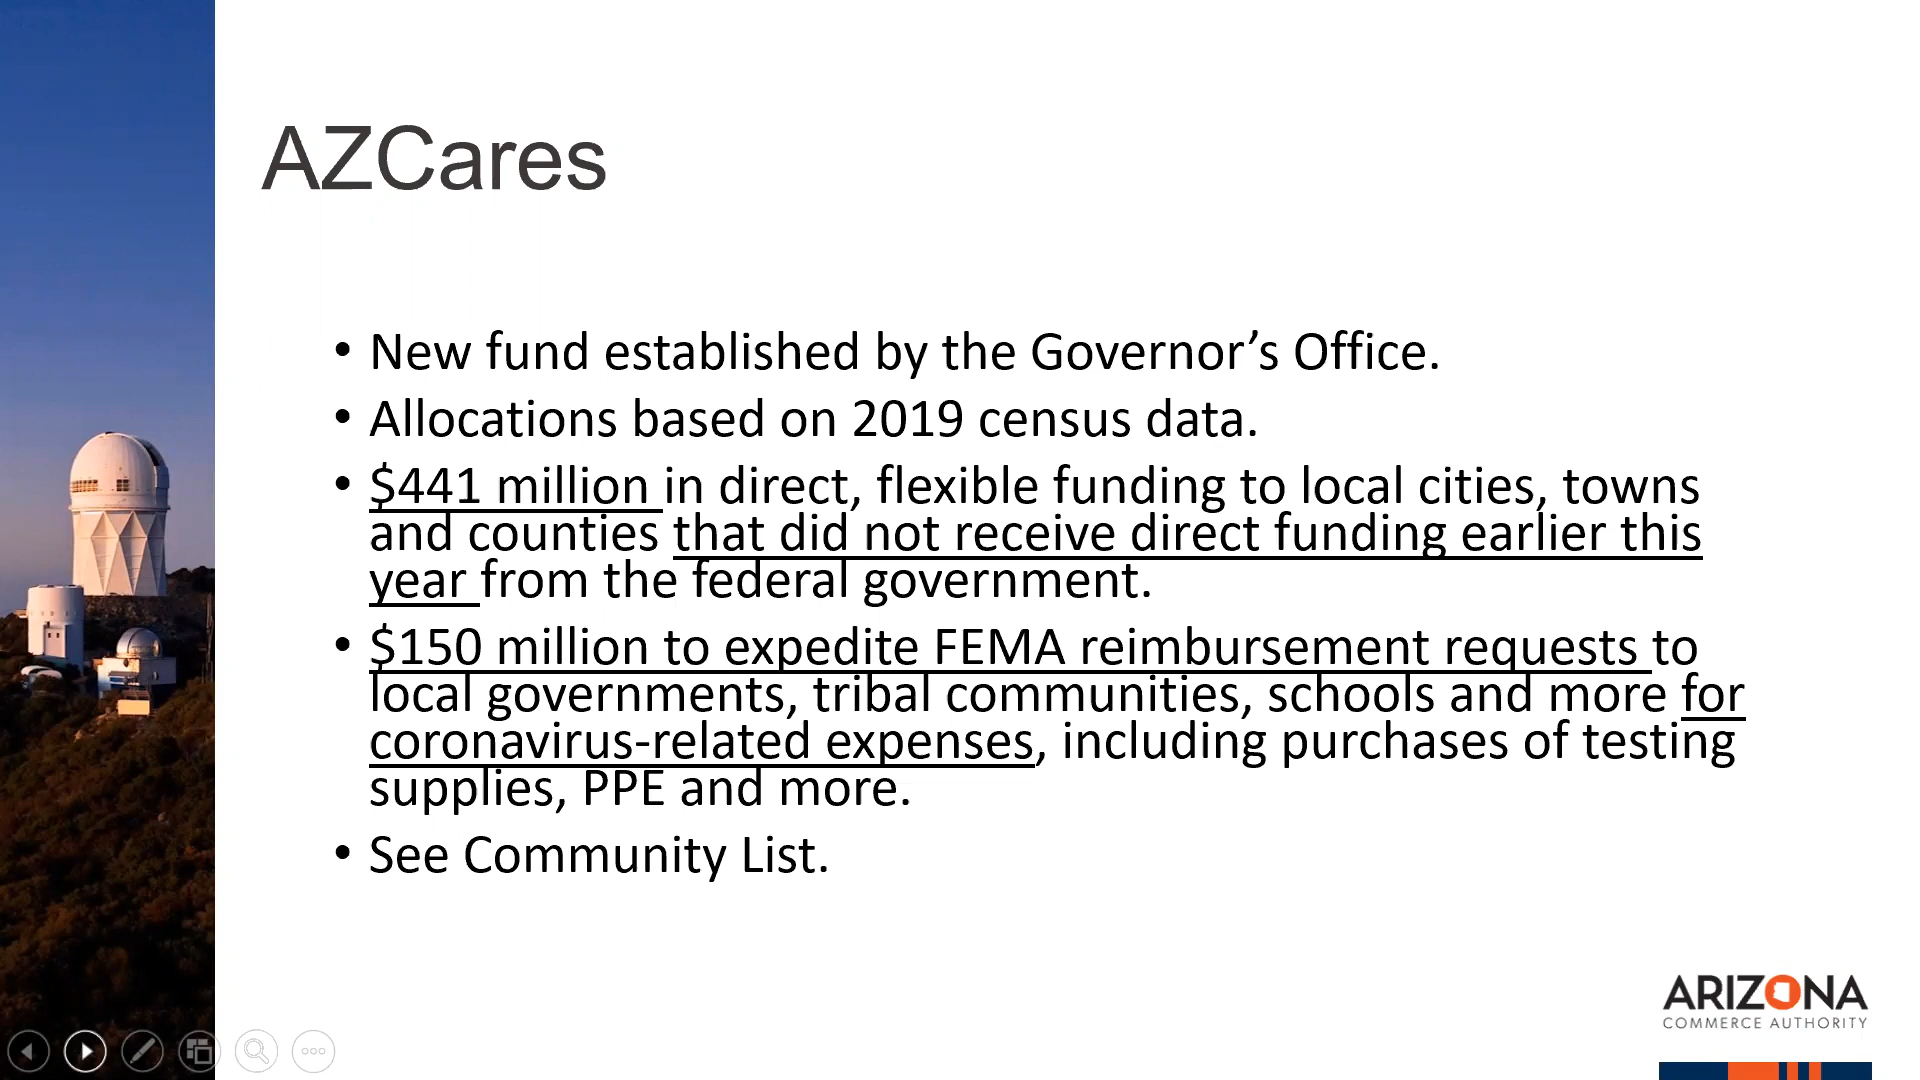 AZCares
• New fund established by the Governor’s Office.
• Allocations based on 2019 census data.
• $441 million in direct, flexible funding to local cities, towns
and counties that did not receive direct funding earlier this
year from the federal government.
• $150 million to expedite FEMA reimbursement requests to
local governments, tribal communities, schools and more for
coronavirus-related expenses, including purchases of testing
supplies, PPE and more.
• See Community List.
ARIZONA
COMMERCE AUTHORITY